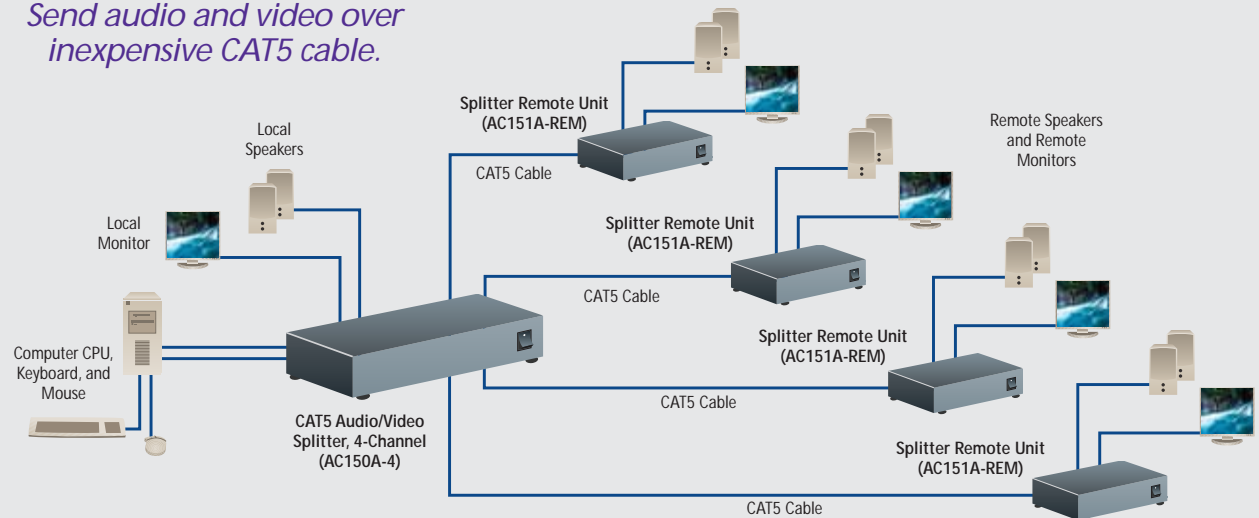 Send audio and video over
inexpensive CAT5 cable.
Local
Speakers
Local
Monitor
Computer CPU,
Keyboard, and
Mouse
CAT5 Audio/Video
Splitter, 4-Channel
(AC150A-4)
Splitter Remote Unit
(AC151A-REM)
CAT5 Cable
Remote Speakers
and Remote
Monitors
Splitter Remote Unit
(AC151A-REM)
CAT5 Cable
Splitter Remote Unit
(AC151A-REM)
CAT5 Cable
Splitter Remote Unit
(AC151A-REM)
CAT5 Cable